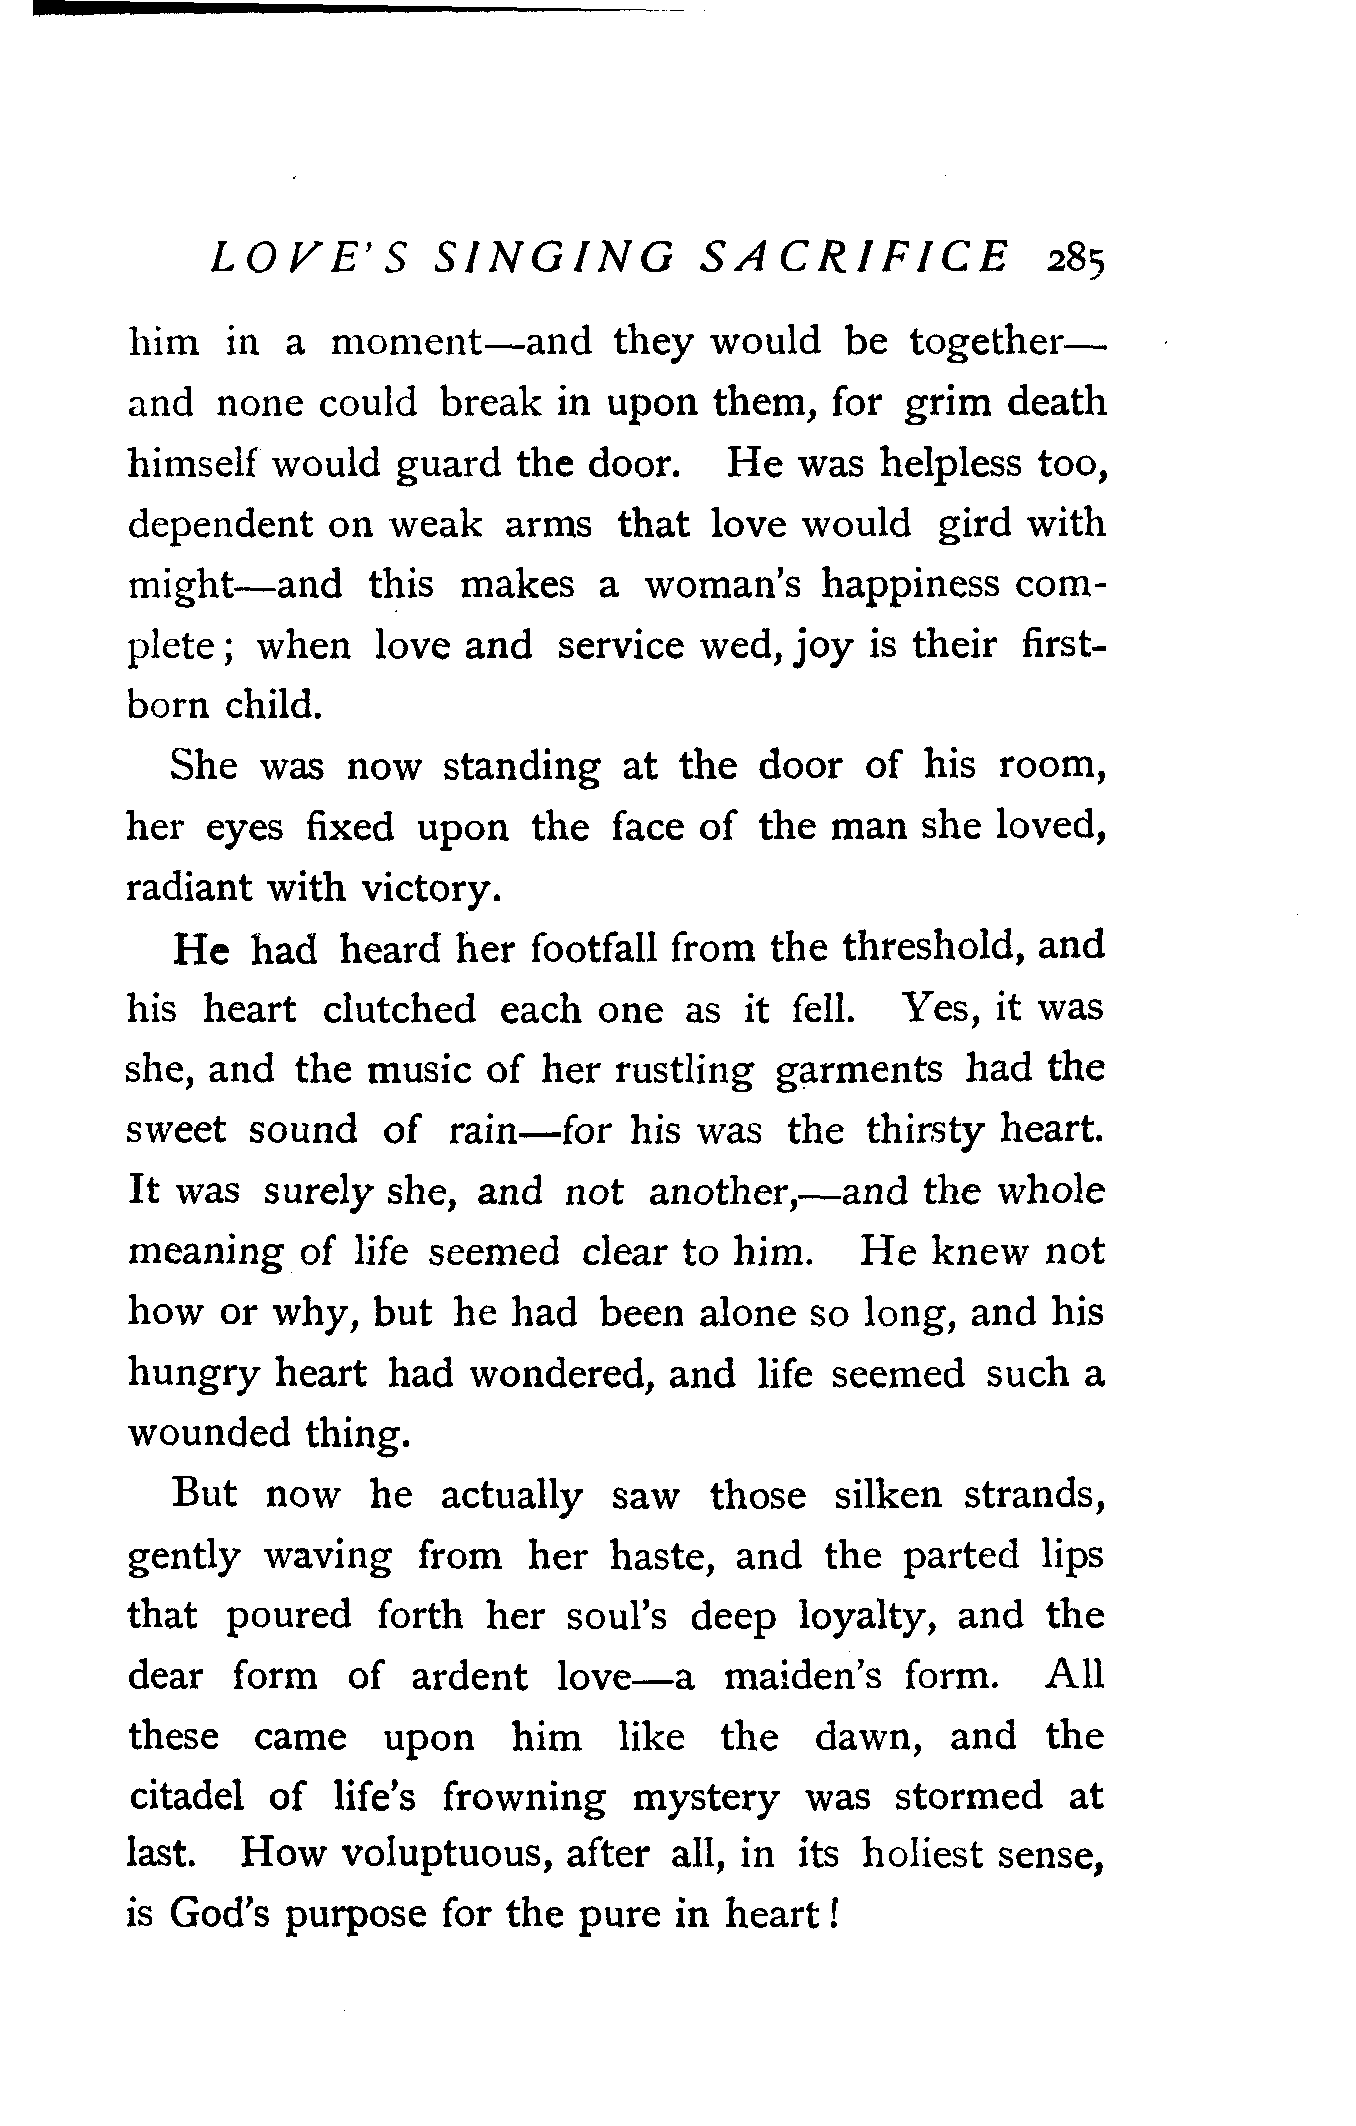 LOVE'S SINGING SACRIFICE 285
him in a moment—and they would be together—
and none could break in upon them, for grim death
himself would guard the door. He was helpless too,
dependent on weak arms that love would gird with
might—and this makes a woman's happiness com-
plete; when love and service wed, joy is their first-
born child.
She was now standing at the door of his room,
her eyes fixed upon the face of the man she loved,
radiant with victory.
He had heard her footfall from the threshold, and
his heart clutched each one as it fell. Yes, it was
she, and the music of her rustling garments had the
sweet sound of rain—for his was the thirsty heart.
It was surely she, and not another,—and the whole
meaning of life seemed clear to him. He knew not
how or why, but he had been alone so long, and his
hungry heart had wondered, and life seemed such a
wounded thing.
But now he actually saw those silken strands,
gently waving from her haste, and the parted lips
that poured forth her soul's deep loyalty, and the
dear form of ardent love—a maiden's form. All
these came upon him like the dawn, and the
citadel of life's frowning mystery was stormed at
last. How voluptuous, after all, in its holiest sense,
is God's purpose for the pure in heart!